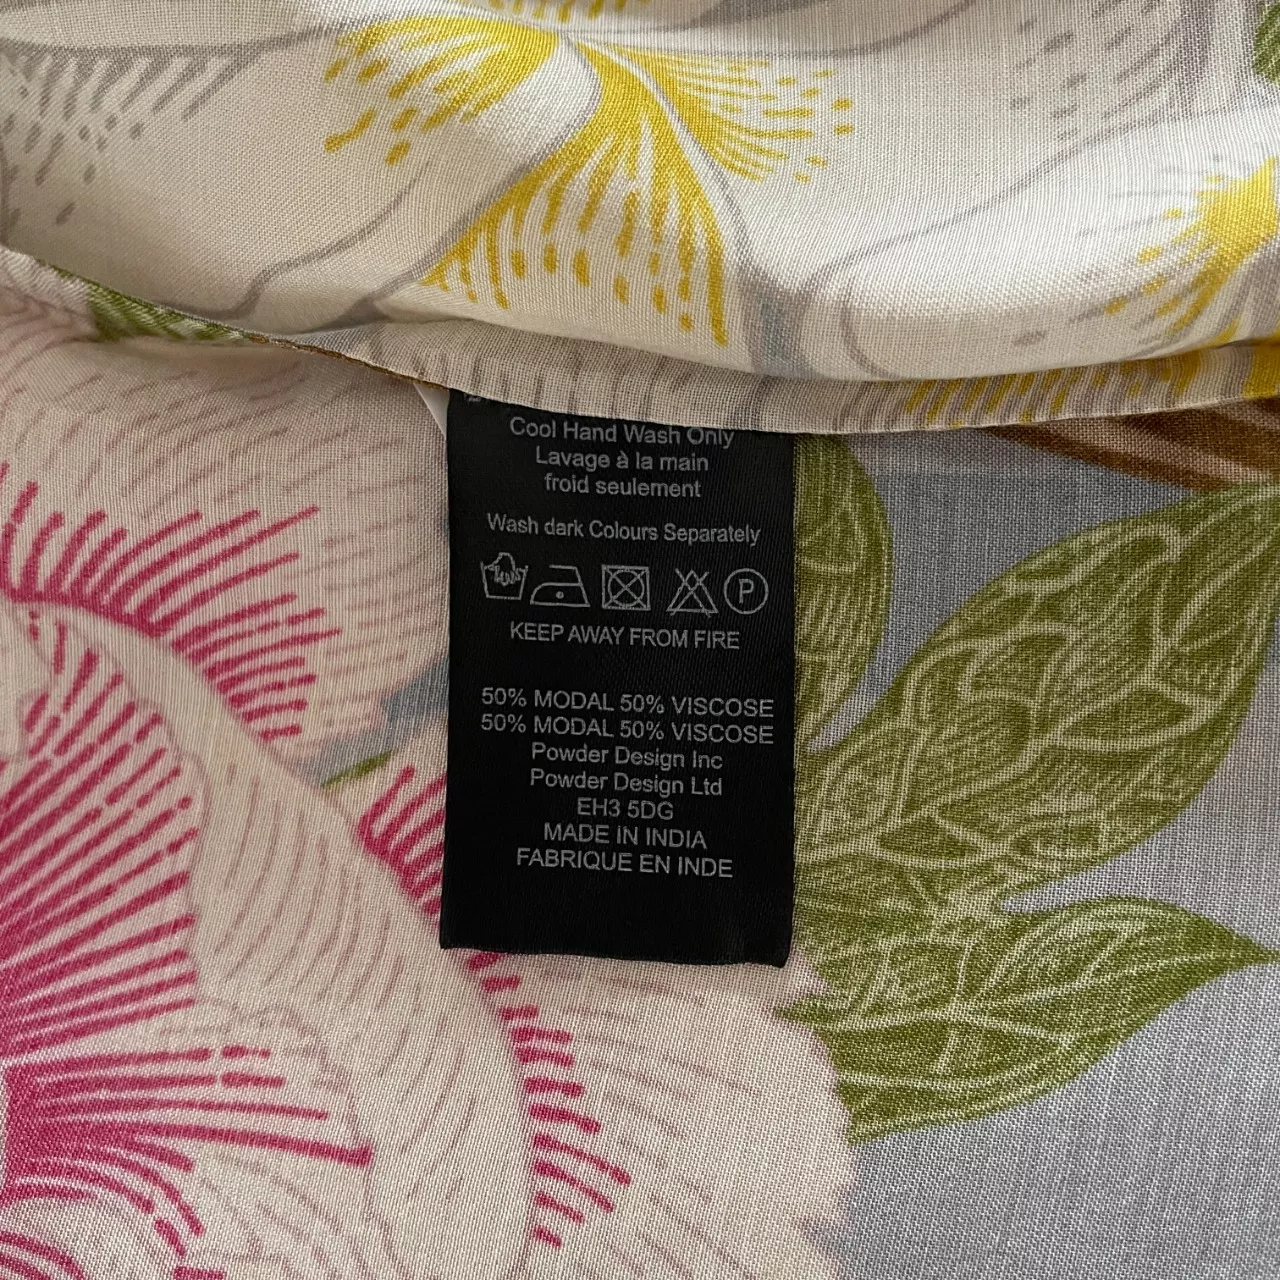 Cool Hand Wash Only
Lavage à la main
froid seulement
Wash dark Colours Separately
P
KEEP AWAY FROM FIRE
50% MODAL 50% VISCOSE
50% MODAL 50% VISCOSE
Powder Design Inc
Powder Design Ltd
EH3 5DG
MADE IN INDIA
FABRIQUE EN INDE